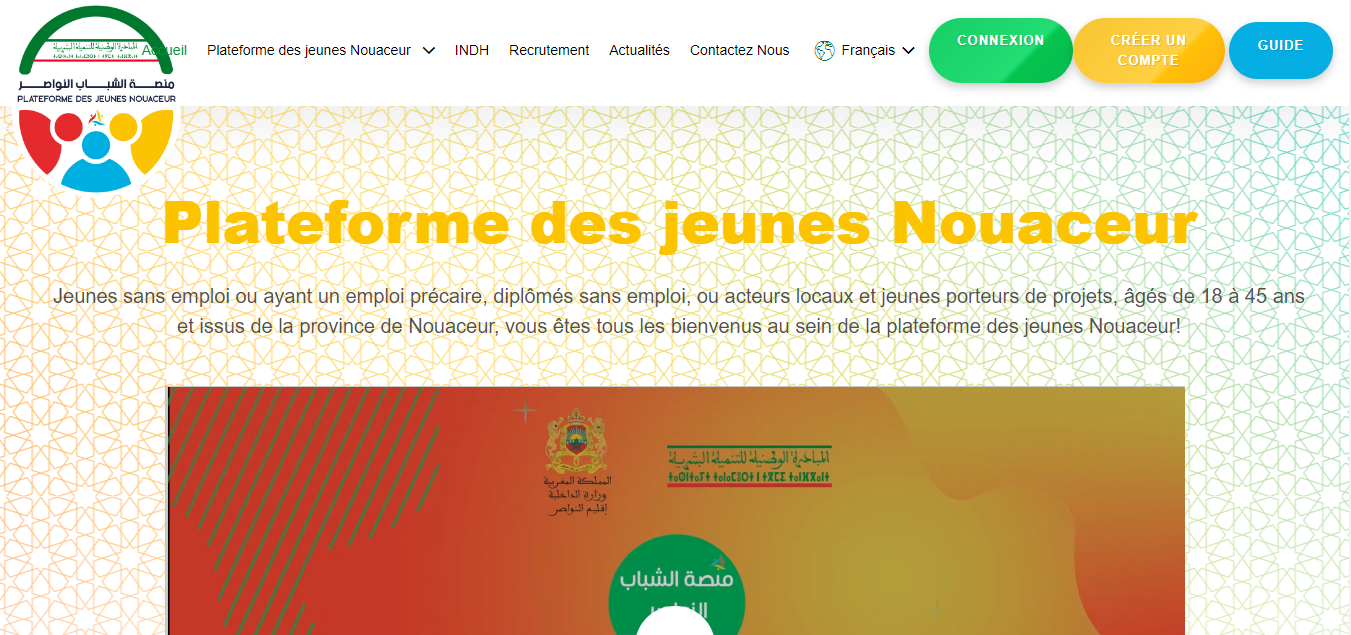 المبادرة الوطنية للتنمية البشرية
Accueil
Plateforme des jeunes Nouaceur
INDH
Recrutement
Actualités
Contactez Nous
Français
CONNEXION
CRÉER UN
COMPTE
GUIDE
منصة الشباب النواصر
PLATEFORME DES JEUNES NOUACEUR
Plateforme des jeunes Nouaceur
Jeunes sans emploi ou ayant un emploi précaire, diplômés sans emploi, ou acteurs locaux et jeunes porteurs de projets, âgés de 18 à 45 ans
et issus de la province de Nouaceur, vous êtes tous les bienvenus au sein de la plateforme des jeunes Nouaceur!
المملكة المغربية
وزارة الداخلية
إقليم النواصر
المبادرة الوطنية للتنمية البشرية
منصة الشباب